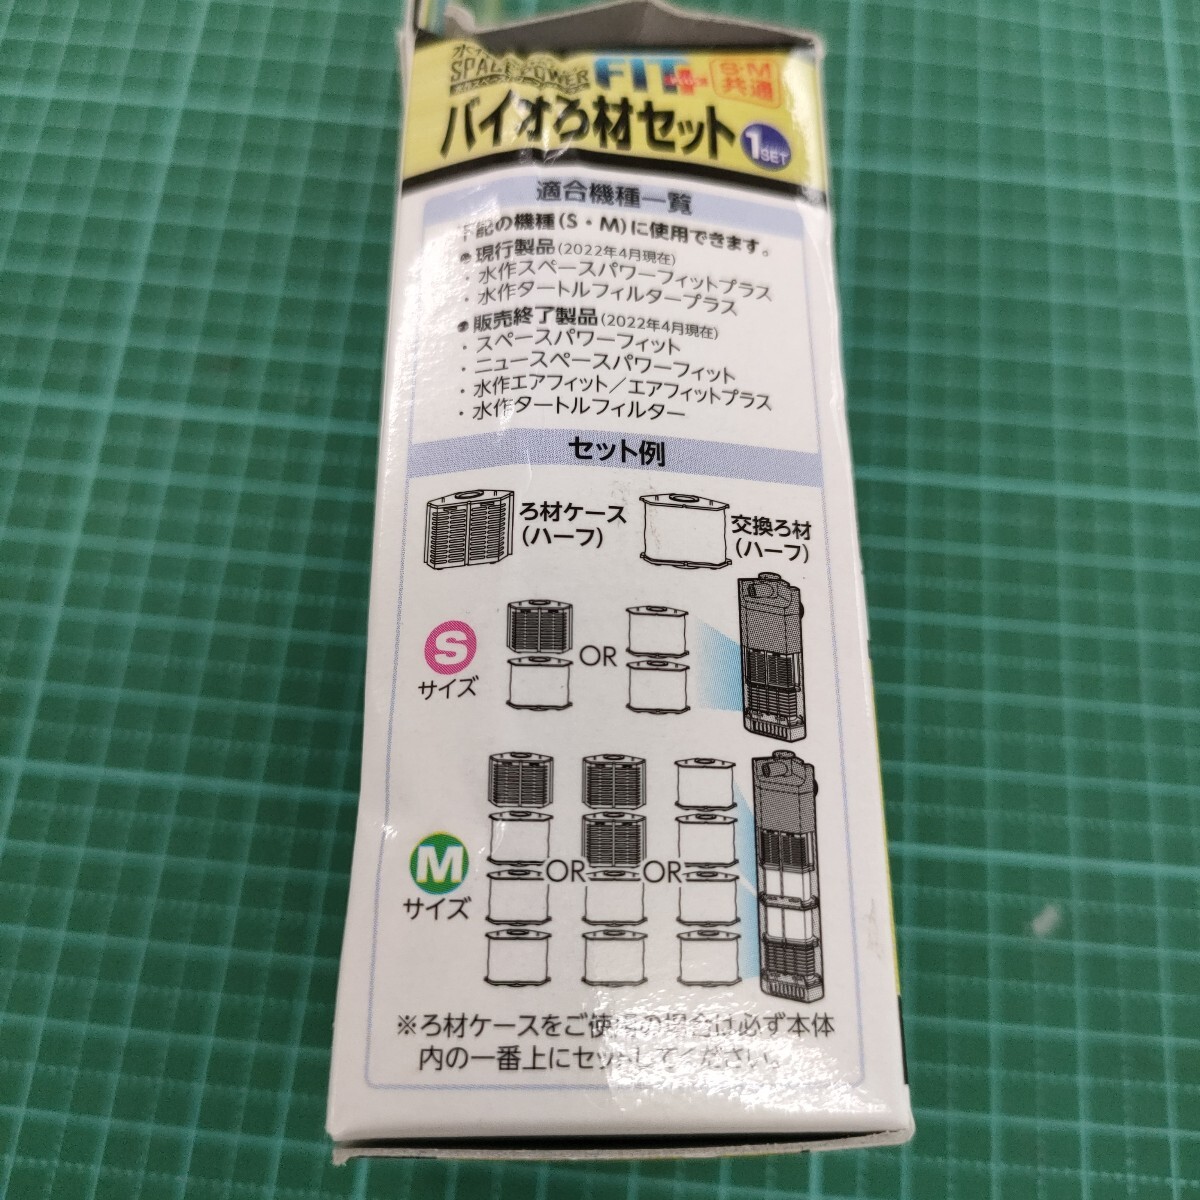 SPACE POWER
FIT プラス
S・M
共通
バイオろ材セット
1SET
適合機種一覧
下記の機種(S・M)に使用できます。
●現行製品(2022年4月現在)
・水作スペースパワーフィットプラス
・水作タートルフィルタープラス
●販売終了製品(2022年4月現在)
・スペースパワーフィット
・ニュースペースパワーフィット
・水作エアフィット/エアフィットプラス
・水作タートルフィルター
セット例
ろ材ケース
(ハーフ)
交換ろ材
(ハーフ)
S
サイズ
OR
M
サイズ
OR
OR
※ろ材ケースをご使用の場合は必ず本体
内の一番上にセットしてください。